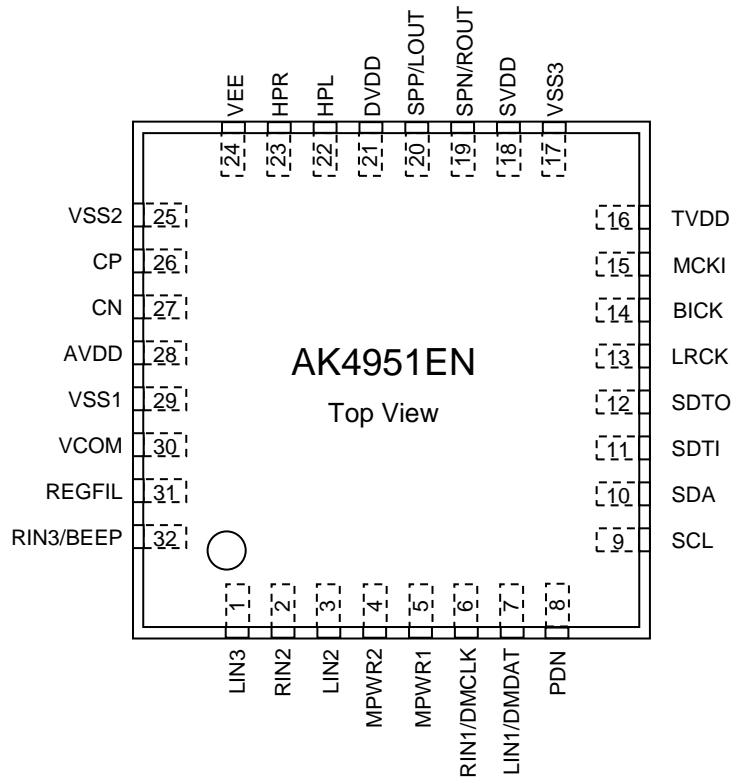 VEE
HPR
HPL
DVDD
SPP/LOUT
SPN/ROUT
SVDD
VSS3
24
23
22
21
20
19
18
17
VSS2 25
CP 26
CN 27
AVDD 28
VSS1 29
VCOM 30
REGFIL 31
RIN3/BEEP 32
AK4951EN
Top View
16 TVDD
15 MCKI
14 BICK
13 LRCK
12 SDTO
11 SDTI
10 SDA
9 SCL
1
2
3
4
5
6
7
8
LIN3
RIN2
LIN2
MPWR2
MPWR1
RIN1/DMCLK
LIN1/DMDAT
PDN